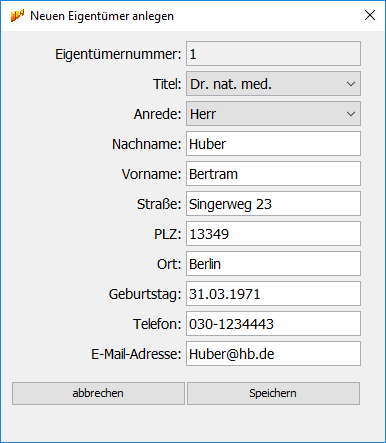 Neuen Eigentümer anlegen
Eigentümernummer: 1
Titel: Dr. nat. med.
Anrede: Herr
Nachname: Huber
Vorname: Bertram
Straße: Singerweg 23
PLZ: 13349
Ort: Berlin
Geburtstag: 31.03.1971
Telefon: 030-1234443
E-Mail-Adresse: Huber@hb.de
abbrechen Speichern